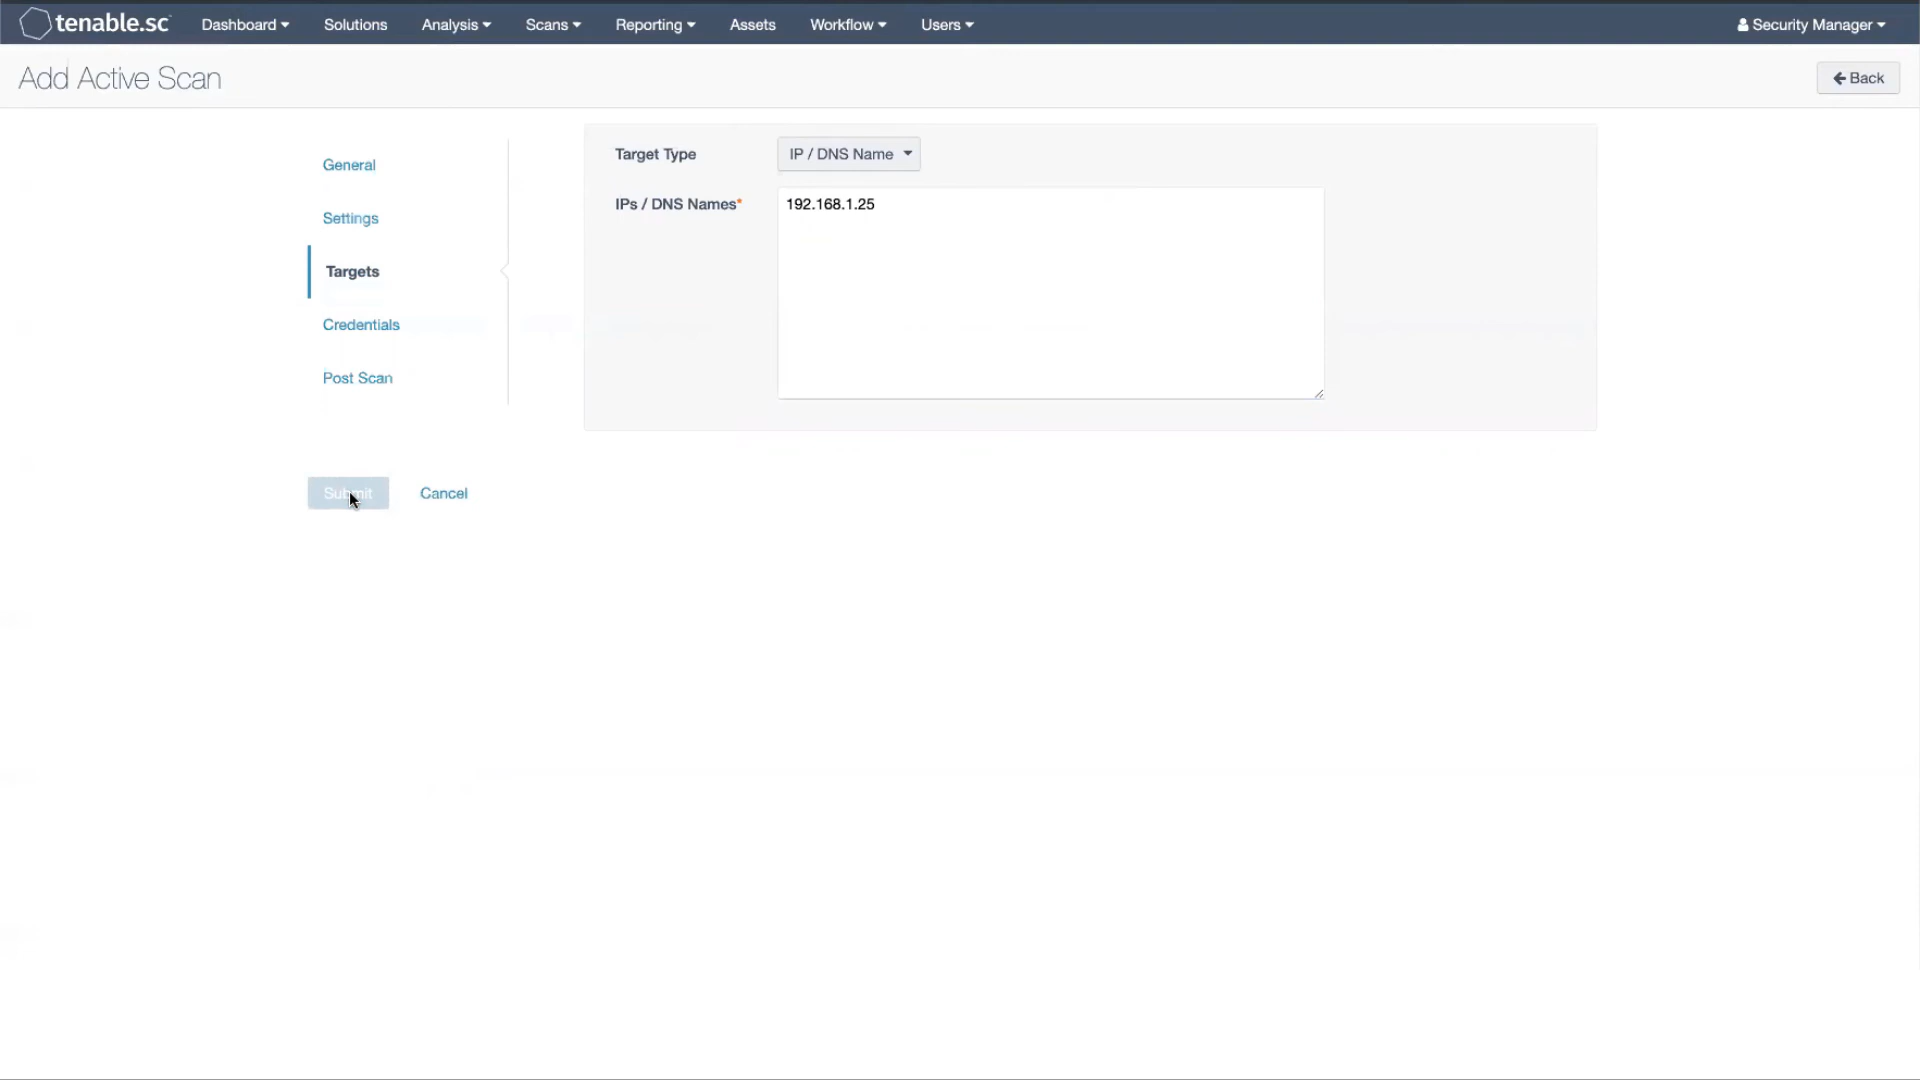 tenable.sc Dashboard Solutions Analysis Scans Reporting Assets Workflow Users Security Manager
Add Active Scan Back
General
Settings
Targets
Credentials
Post Scan
Target Type IP / DNS Name
IPs / DNS Names* 192.168.1.25
Submit Cancel